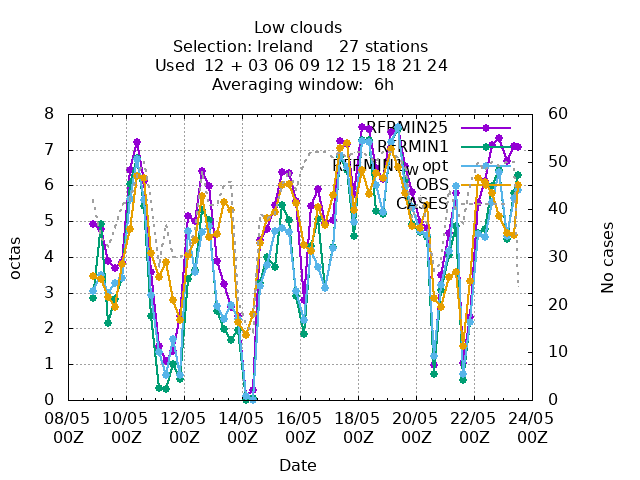 Low clouds
Selection: Ireland 27 stations
Used 12 + 03 06 09 12 15 18 21 24
Averaging window: 6h
8
7
6
5
4
3
2
1
0
octas
60
50
40
30
20
10
0
No cases
RFRMIN25
RFRMIN1
opt
OBS
CASES
08/05 10/05 12/05 14/05 16/05 18/05 20/05 22/05 24/05
00Z 00Z 00Z 00Z 00Z 00Z 00Z 00Z 00Z
Date